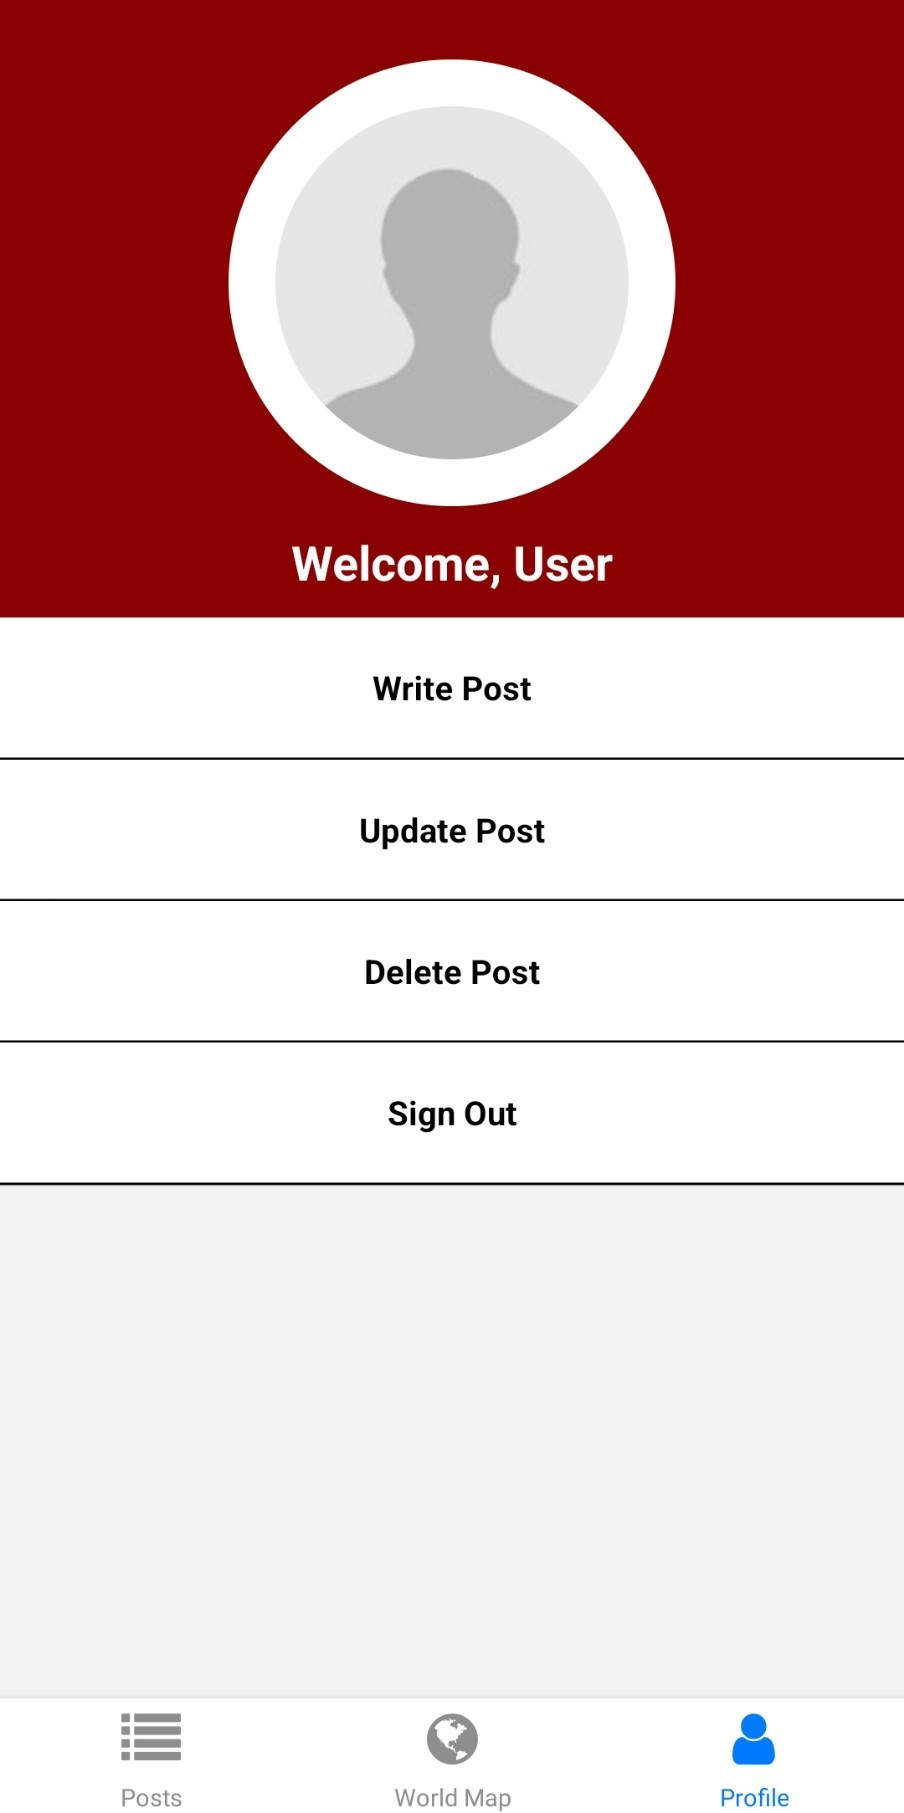 Welcome, User
Write Post
Update Post
Delete Post
Sign Out
Posts
World Map
Profile